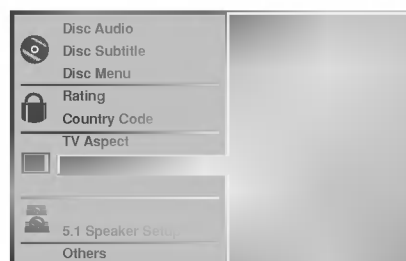 Disc Audio
Disc Subtitle
Disc Menu
Rating
Country Code
TV Aspect
5.1 Speaker Setup
Others